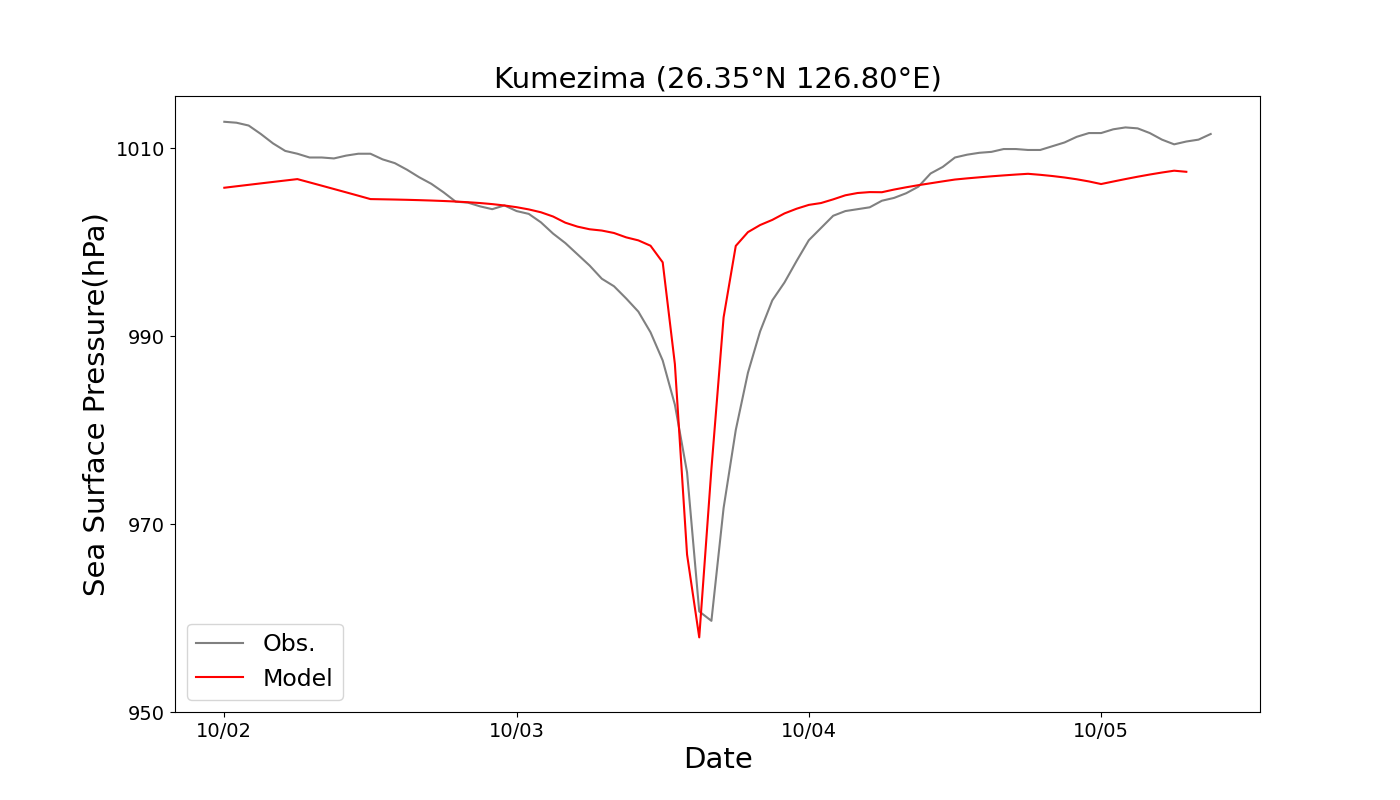 Kumezima (26.35°N 126.80°E)
Sea Surface Pressure(hPa)
1010
990
970
950
Obs.
Model
10/02 10/03 10/04 10/05
Date